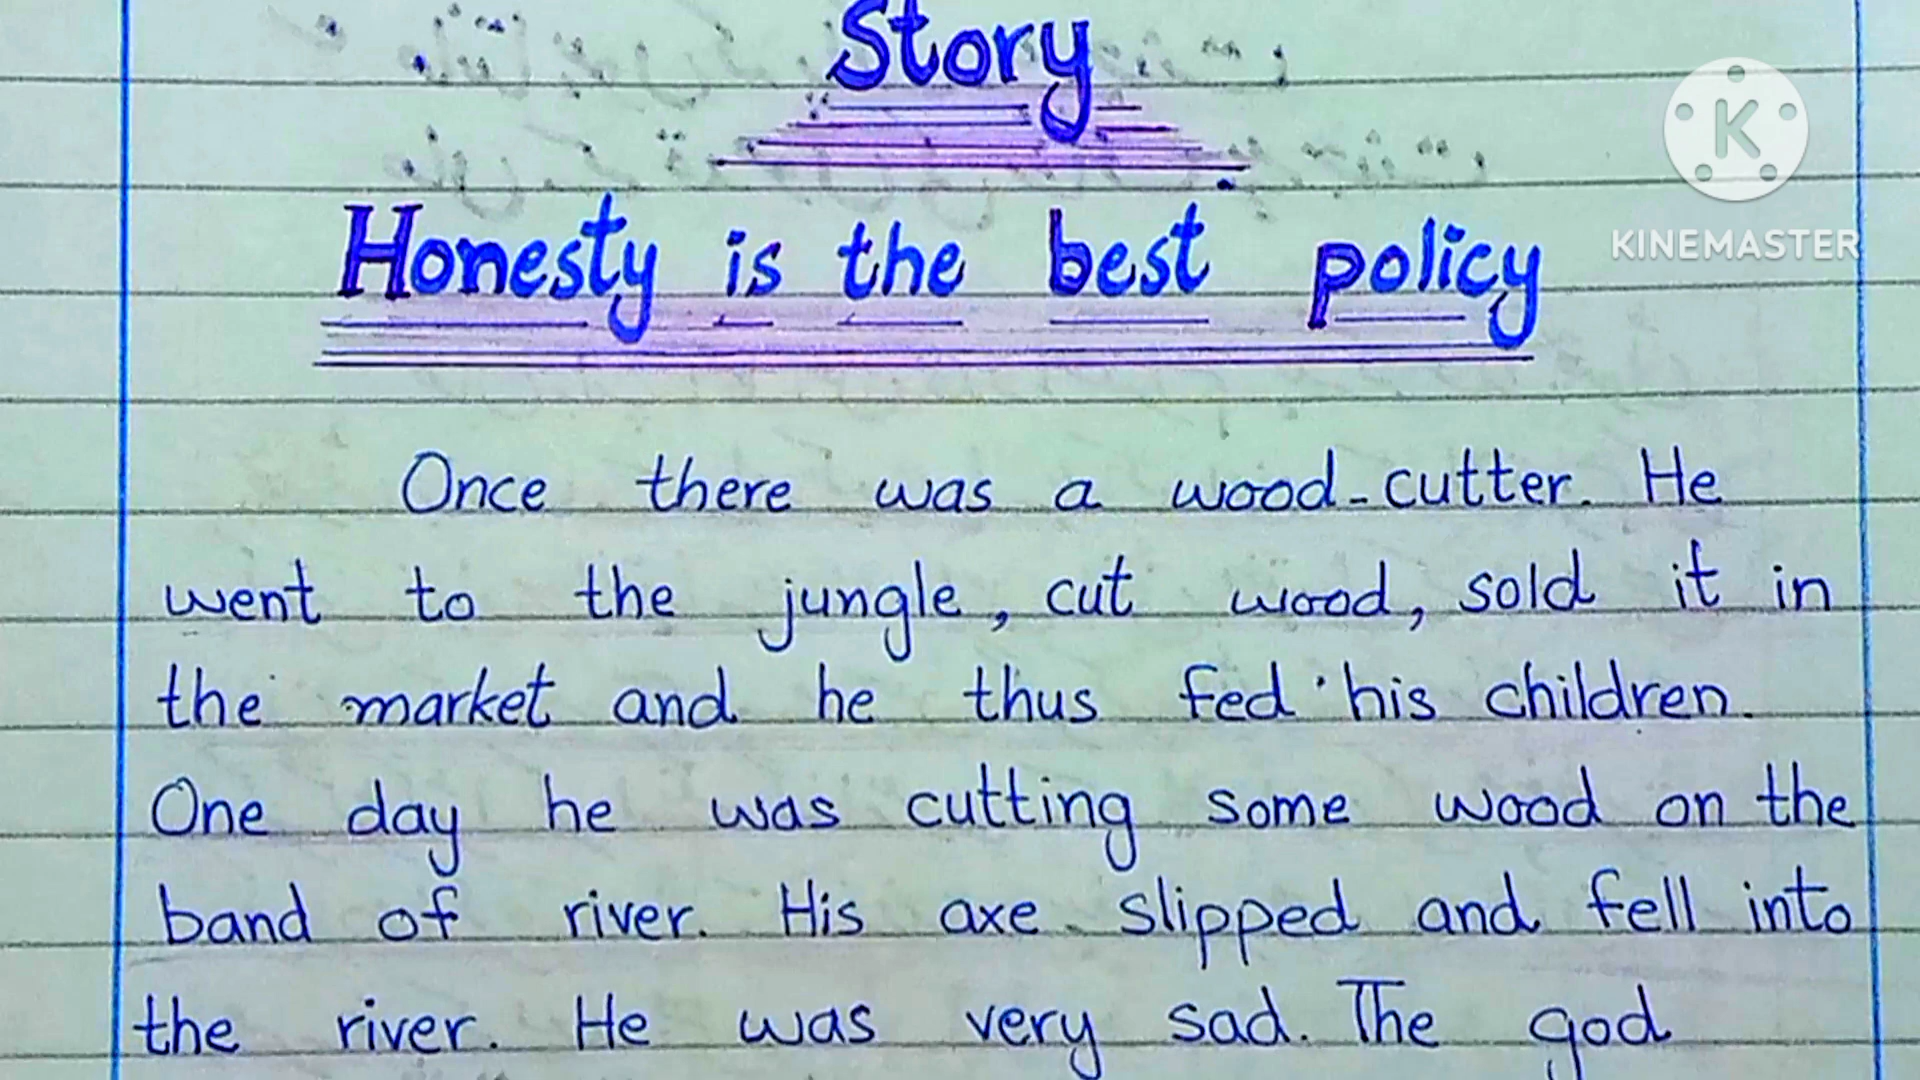 Story
Honesty is the best policy
K
KINEMASTER
Once there was a wood-cutter. He
went to the jungle, cut wood, sold it in
the market and he thus fed his children.
One day he was cutting some wood on the
band of river. His axe slipped and fell into
the river. He was very sad. The god